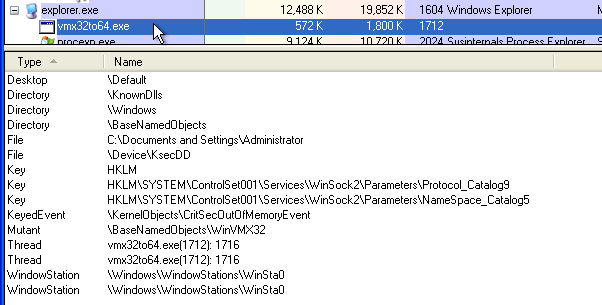 explorer.exe 12,488 K 19,852 K 1604 Windows Explorer
vmx32to64.exe 572 K 1,800 K 1712
procexp.exe 9,124 K 10,720 K 2024 Sysinternals Process Explorer
Type Name
Desktop \Default
Directory \KnownDlls
Directory \Windows
Directory \BaseNamedObjects
File C:\Documents and Settings\Administrator
File \Device\KsecDD
Key HKLM
Key HKLM\SYSTEM\ControlSet001\Services\WinSock2\Parameters\Protocol_Catalog9
Key HKLM\SYSTEM\ControlSet001\Services\WinSock2\Parameters\NameSpace_Catalog5
KeyedEvent \KernelObjects\CritSecOutOfMemoryEvent
Mutant \BaseNamedObjects\WinVMX32
Thread vmx32to64.exe(1712): 1716
Thread vmx32to64.exe(1712): 1716
WindowStation \Windows\WindowStations\WinSta0
WindowStation \Windows\WindowStations\WinSta0